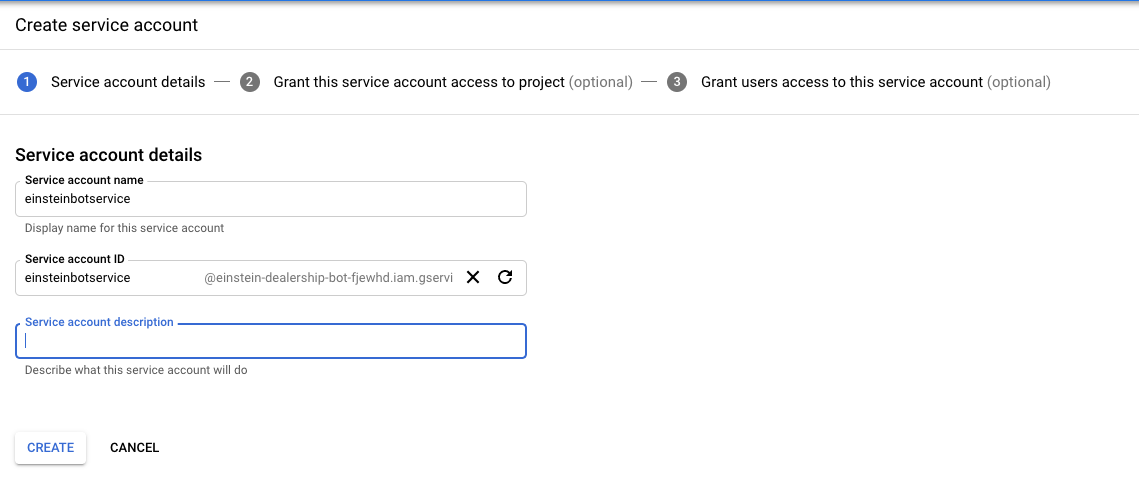 Create service account
1 Service account details — 2 Grant this service account access to project (optional) — 3 Grant users access to this service account (optional)
Service account details
Service account name
einsteinbotservice
Display name for this service account
Service account ID
einsteinbotservice @einstein-dealership-bot-fjewhd.iam.gservi
Service account description
Describe what this service account will do
CREATE CANCEL